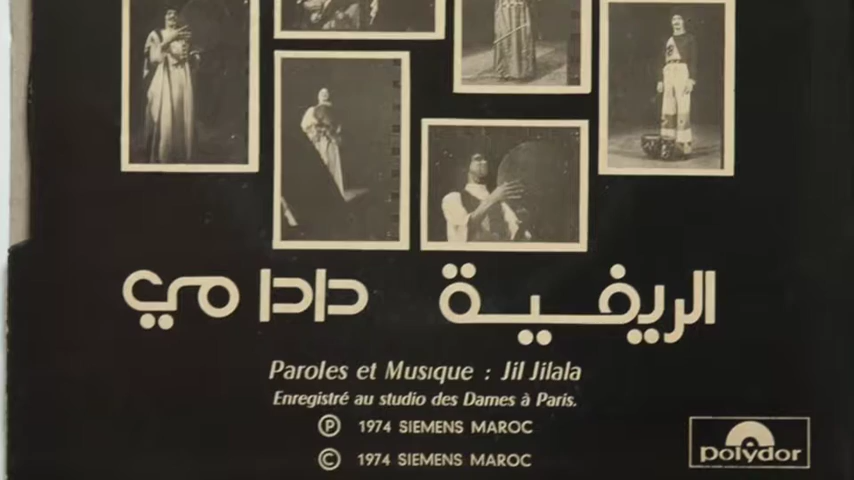 الريفية دادا مي
Paroles et Musique : Jil Jilala
Enregistré au studio des Dames à Paris.
Ⓟ 1974 SIEMENS MAROC
Ⓒ 1974 SIEMENS MAROC
polydor